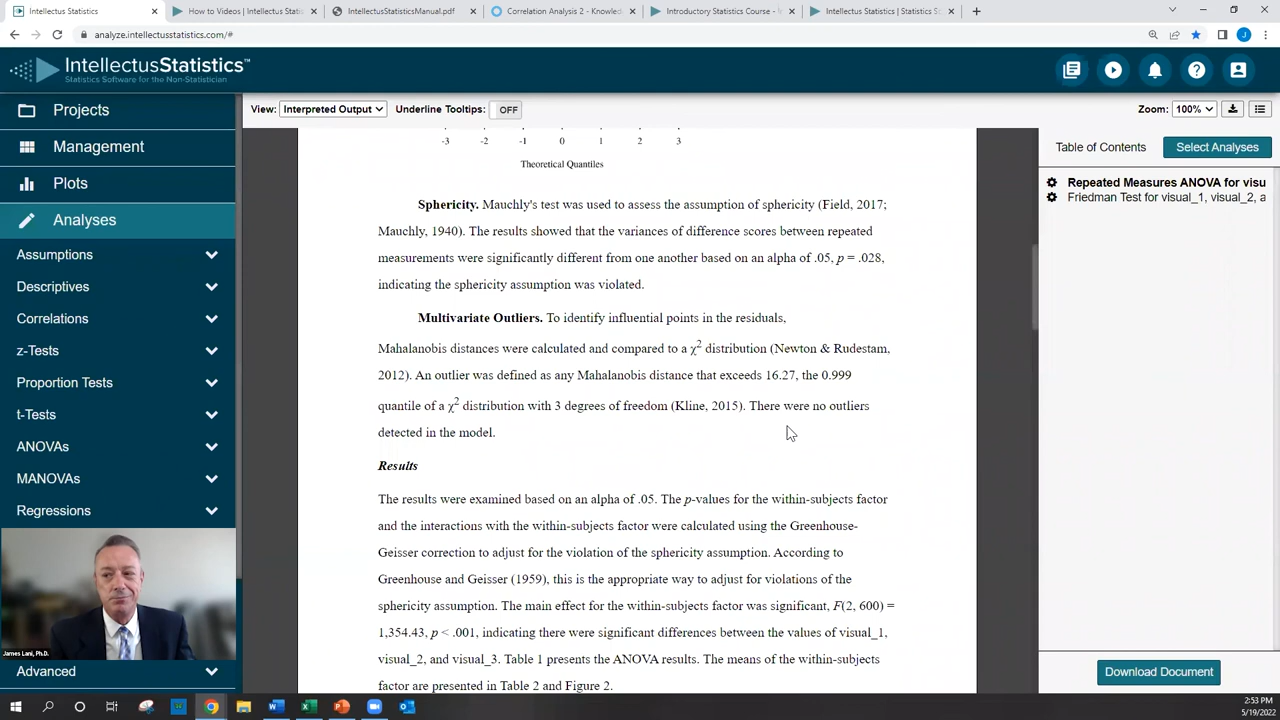 Intellectus Statistics
How to Videos | Intellectus Statis
IntellectusStatisticsManual.pdf
Correlation Analysis 2 - Knowled
Introductory Statistics Course - In
Intellectus Statistics | Statistics S
analyze.intellectusstatistics.com/#
IntellectusStatistics™
Statistics Software for the Non-Statistician
Projects
Management
Plots
Analyses
Assumptions
Descriptives
Correlations
z-Tests
Proportion Tests
t-Tests
ANOVAs
MANOVAs
Regressions
James Lani, Ph.D.
Advanced
View: Interpreted Output Underline Tooltips: OFF
Zoom: 100%
-3 -2 -1 0 1 2 3
Theoretical Quantiles
Sphericity. Mauchly's test was used to assess the assumption of sphericity (Field, 2017;
Mauchly, 1940). The results showed that the variances of difference scores between repeated
measurements were significantly different from one another based on an alpha of .05, p = .028,
indicating the sphericity assumption was violated.
Multivariate Outliers. To identify influential points in the residuals,
Mahalanobis distances were calculated and compared to a χ² distribution (Newton & Rudestam,
2012). An outlier was defined as any Mahalanobis distance that exceeds 16.27, the 0.999
quantile of a χ² distribution with 3 degrees of freedom (Kline, 2015). There were no outliers
detected in the model.
Results
The results were examined based on an alpha of .05. The p-values for the within-subjects factor
and the interactions with the within-subjects factor were calculated using the Greenhouse-
Geisser correction to adjust for the violation of the sphericity assumption. According to
Greenhouse and Geisser (1959), this is the appropriate way to adjust for violations of the
sphericity assumption. The main effect for the within-subjects factor was significant, F(2, 600) =
1,354.43, p < .001, indicating there were significant differences between the values of visual_1,
visual_2, and visual_3. Table 1 presents the ANOVA results. The means of the within-subjects
factor are presented in Table 2 and Figure 2.
Table of Contents
Select Analyses
Repeated Measures ANOVA for visu
Friedman Test for visual_1, visual_2, a
Download Document
2:53 PM
5/19/2022